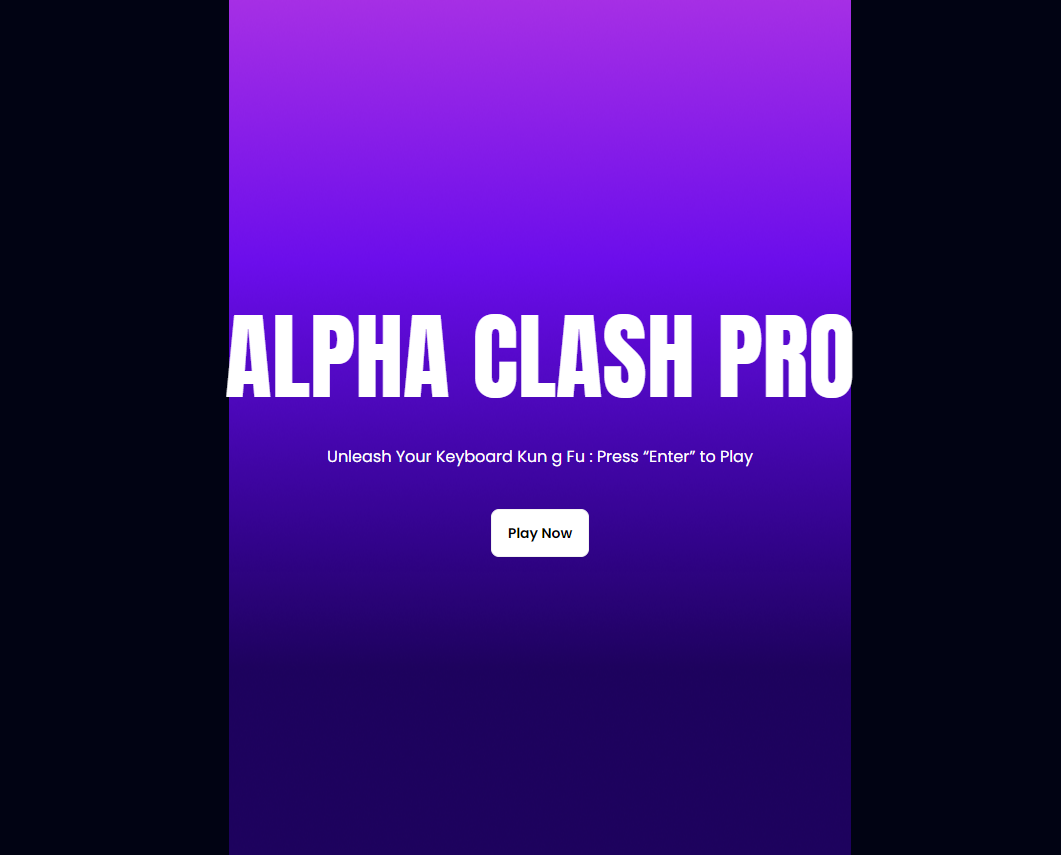 ALPHA CLASH PRO
Unleash Your Keyboard Kun g Fu : Press “Enter” to Play
Play Now